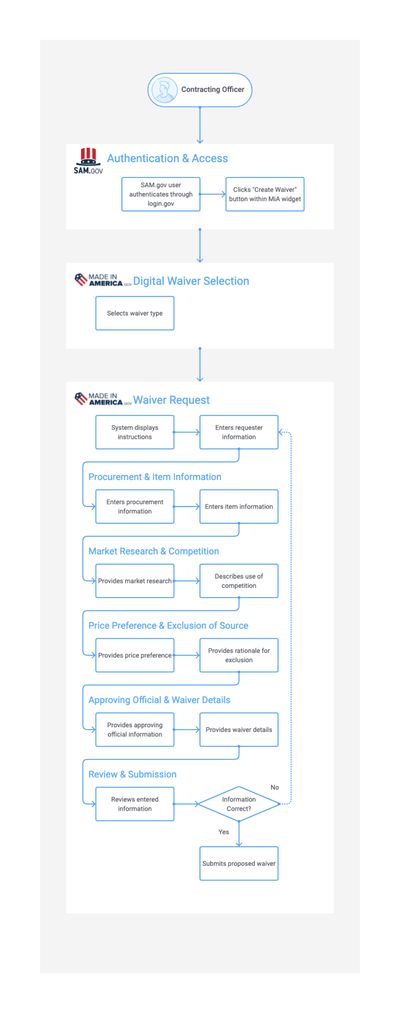 Contracting Officer
SAM.GOV
Authentication & Access
SAM.gov user
authenticates through
login.gov
Clicks "Create Waiver"
button within MiA widget
MADE IN
AMERICA.GOV
Digital Waiver Selection
Selects waiver type
MADE IN
AMERICA.GOV
Waiver Request
System displays
instructions
Enters requester
information
Procurement & Item Information
Enters procurement
information
Enters item information
Market Research & Competition
Provides market research
Describes use of
competition
Price Preference & Exclusion of Source
Provides price preference
Provides rationale for
exclusion
Approving Official & Waiver Details
Provides approving
official information
Provides waiver details
Review & Submission
Reviews entered
information
Information
Correct?
No
Yes
Submits proposed waiver